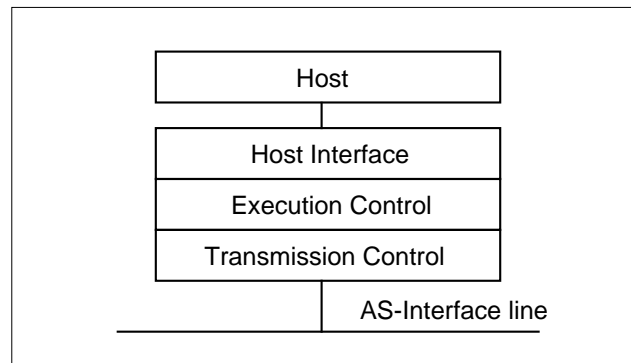 Host
Host Interface
Execution Control
Transmission Control
AS-Interface line